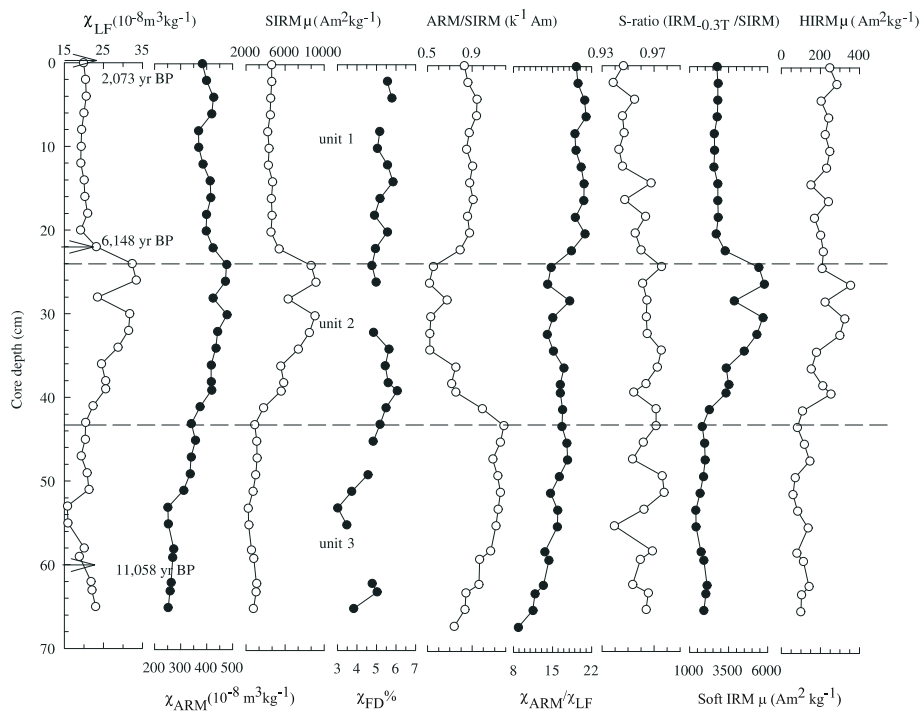 χLF(10-8m3kg-1) SIRM μ(Am2kg-1) ARM/SIRM (k-1 Am) S-ratio (IRM-0.3T /SIRM) HIRM μ(Am2kg-1)
15 25 35 2000 6000 10000 0.5 0.9 0.93 0.97 0 200 400
0
2,073 yr BP
unit 1
10
20
6,148 yr BP
30
unit 2
Core depth (cm)
40
50
unit 3
11,058 yr BP
60
70
200 300 400 500 3 4 5 6 7 8 15 22 1000 3500 6000
χARM(10-8 m3kg-1) χFD% χARM/χLF Soft IRM μ (Am2 kg-1)